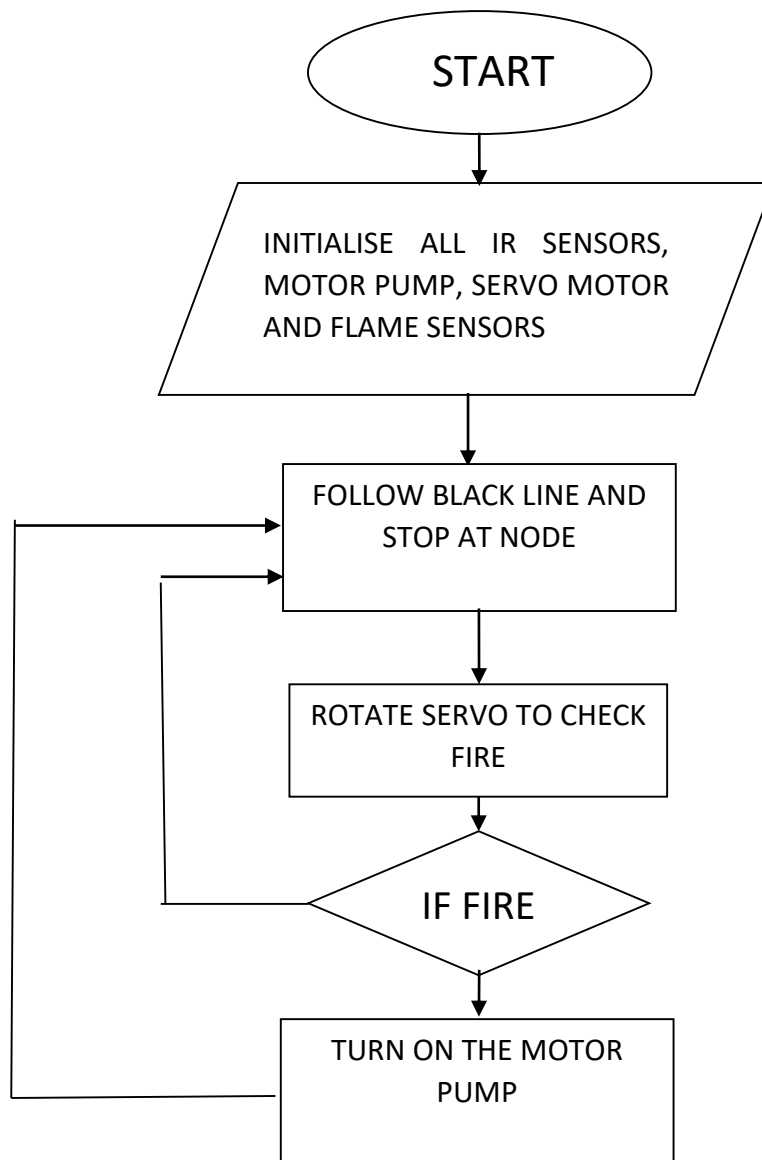 START
INITIALISE ALL IR SENSORS,
MOTOR PUMP, SERVO MOTOR
AND FLAME SENSORS
FOLLOW BLACK LINE AND
STOP AT NODE
ROTATE SERVO TO CHECK
FIRE
IF FIRE
TURN ON THE MOTOR
PUMP